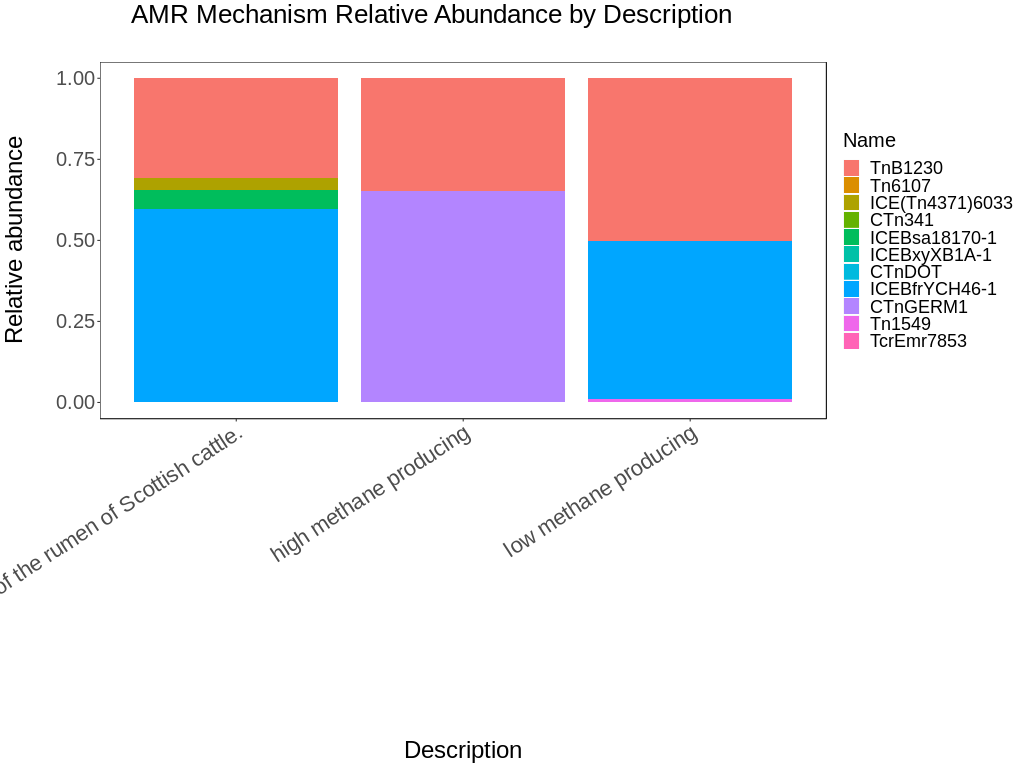 AMR Mechanism Relative Abundance by Description
Relative abundance
1.00
0.75
0.50
0.25
0.00
of the rumen of Scottish cattle.
high methane producing
low methane producing
Description
Name
TnB1230
Tn6107
ICE(Tn4371)6033
CTn341
ICEBsa18170-1
ICEBxyXB1A-1
CTnDOT
ICEBfrYCH46-1
CTnGERM1
Tn1549
TcrEmr7853